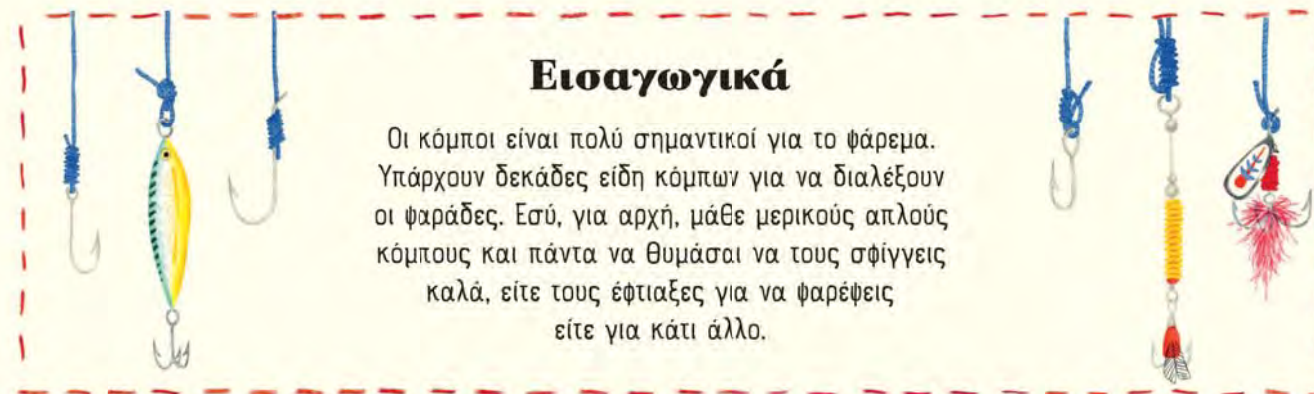 Εισαγωγικά
Οι κόμποι είναι πολύ σημαντικοί για το ψάρεμα.
Υπάρχουν δεκάδες είδη κόμπων για να διαλέξουν
οι ψαράδες. Εσύ, για αρχή, μάθε μερικούς απλούς
κόμπους και πάντα να θυμάσαι να τους σφίγγεις
καλά, είτε τους έφτιαξες για να ψαρέψεις
είτε για κάτι άλλο.